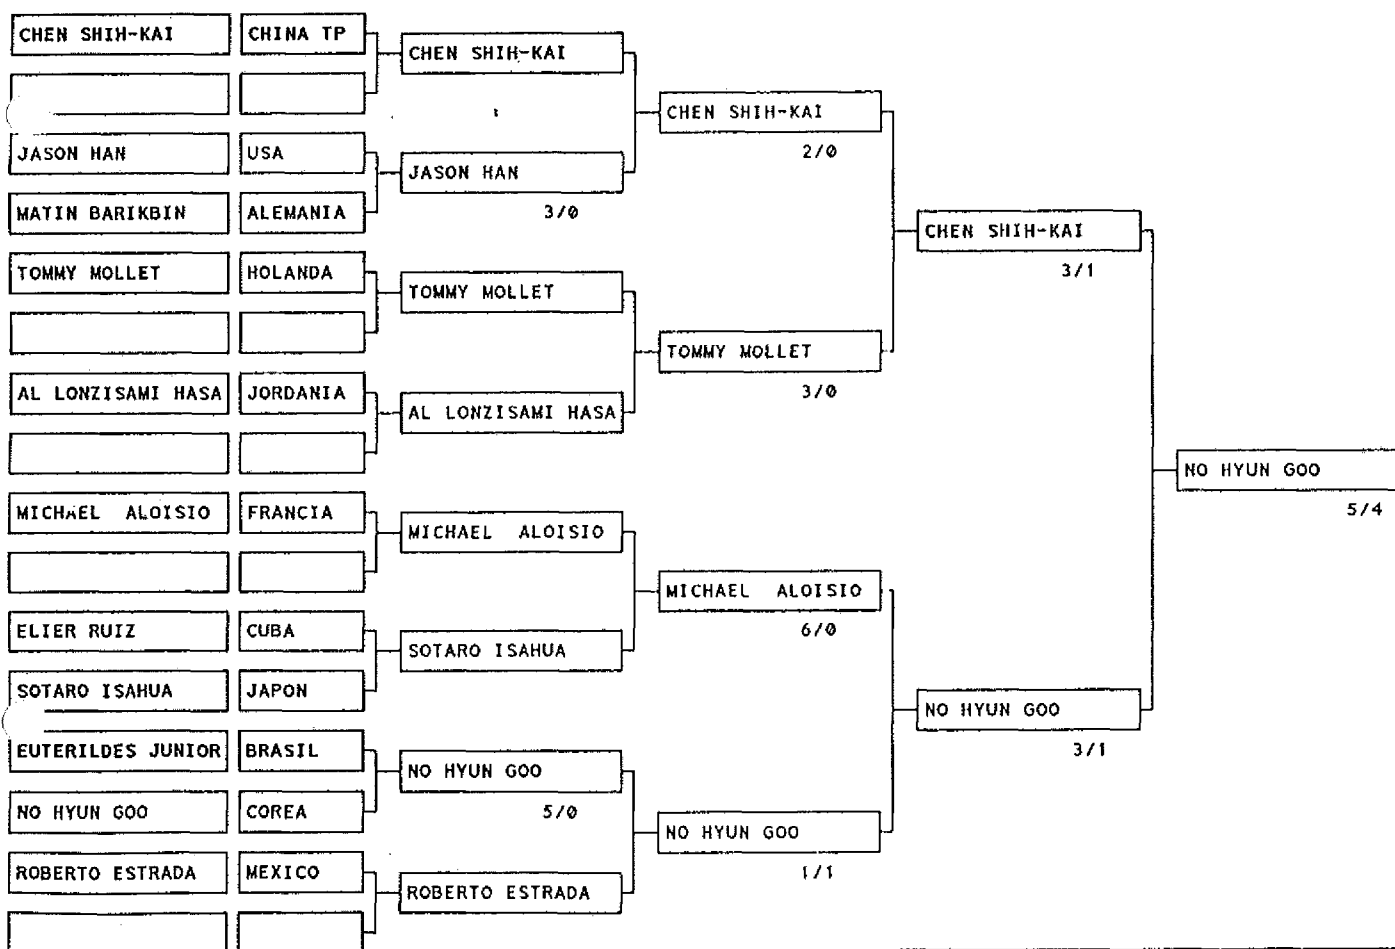 CHEN SHIH-KAI CHINA TP
CHEN SHIH-KAI
CHEN SHIH-KAI
2/0
JASON HAN USA
JASON HAN
3/0
MATIN BARIKBIN ALEMANIA
CHEN SHIH-KAI
3/1
TOMMY MOLLET HOLANDA
TOMMY MOLLET
TOMMY MOLLET
3/0
AL LONZISAMI HASA JORDANIA
AL LONZISAMI HASA
NO HYUN GOO
5/4
MICHAEL ALOISIO FRANCIA
MICHAEL ALOISIO
MICHAEL ALOISIO
6/0
ELIER RUIZ CUBA
SOTARO ISAHUA
SOTARO ISAHUA JAPON
NO HYUN GOO
3/1
EUTERILDES JUNIOR BRASIL
NO HYUN GOO
5/0
NO HYUN GOO COREA
NO HYUN GOO
1/1
ROBERTO ESTRADA MEXICO
ROBERTO ESTRADA